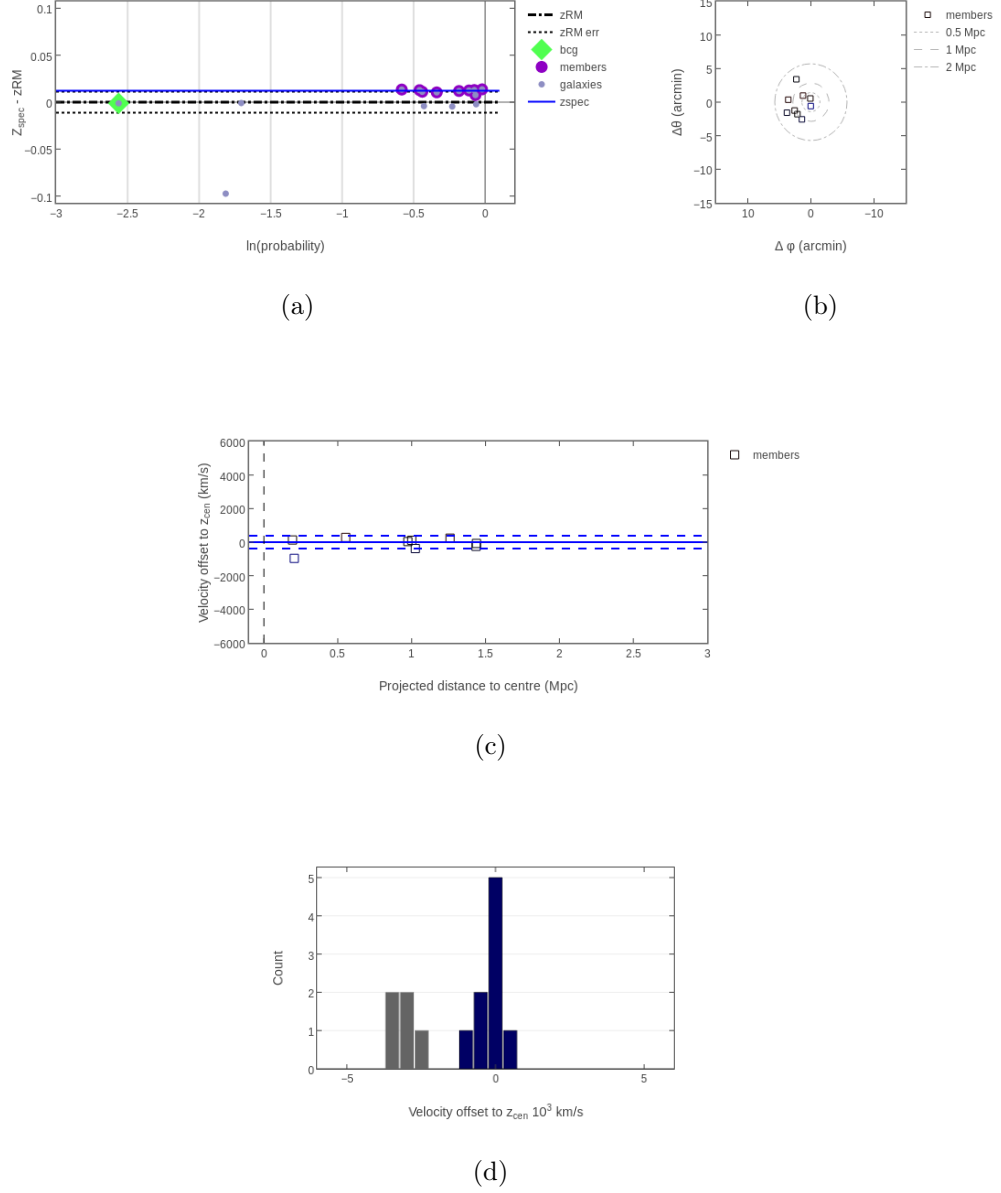 0.1
0.05
0
−0.05
−0.1
−3
−2.5
−2
−1.5
−1
−0.5
0
ln(probability)
Zspec - zRM
zRM
zRM err
bcg
members
galaxies
zspec
(a)
15
10
5
0
−5
−10
−15
10
0
−10
Δ φ (arcmin)
Δθ (arcmin)
members
0.5 Mpc
1 Mpc
2 Mpc
(b)
6000
4000
2000
0
−2000
−4000
−6000
0
0.5
1
1.5
2
2.5
3
Projected distance to centre (Mpc)
Velocity offset to zcen (km/s)
members
(c)
5
4
3
2
1
0
−5
0
5
Velocity offset to zcen 10³ km/s
Count
(d)